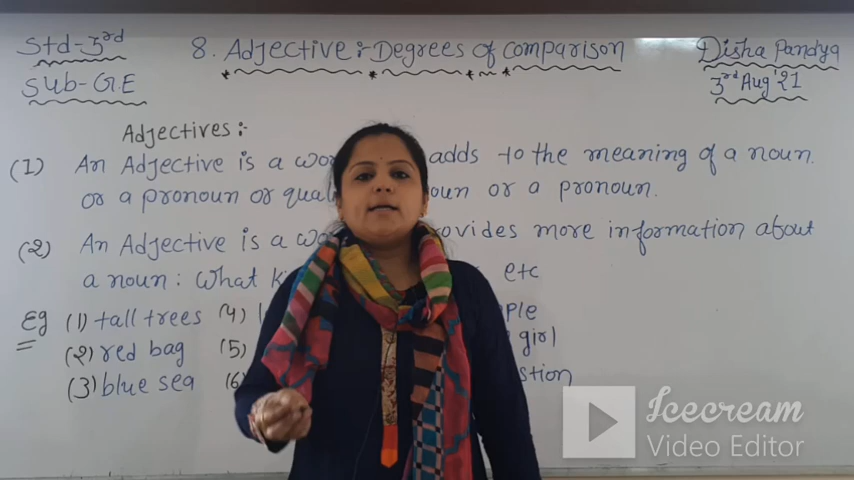 Std-3rd
8. Adjective:-Degrees of comparison
Disha Pandya
Sub-G.E
3rd Aug'21
Adjectives:-
(1) An Adjective is a wor adds to the meaning of a noun.
or a pronoun or qual oun or a pronoun.
(2) An Adjective is a wo rovides more information about
a noun: What k etc
Eg (1) tall trees (4) ple
(2) red bag (5) girl
(3) blue sea (6) stion
Icecream
Video Editor